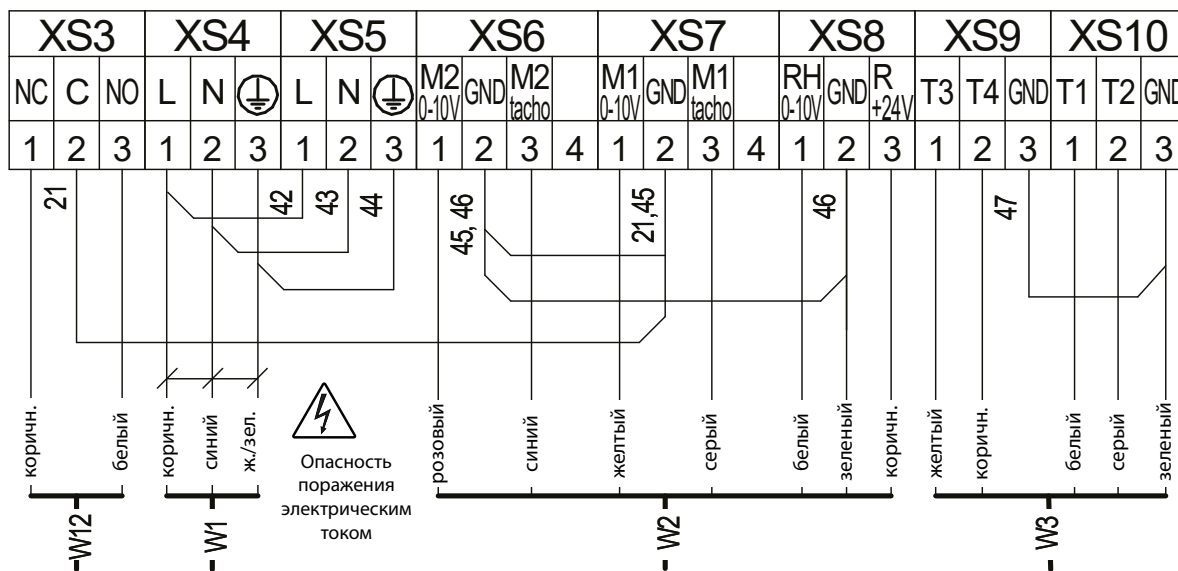 XS3 XS4 XS5 XS6 XS7 XS8 XS9 XS10
NC C NO L N L N M2 0-10V GND M2 tacho M1 0-10V GND M1 tacho RH 0-10V GND R +24V T3 T4 GND T1 T2 GND
1 2 3 1 2 3 1 2 3 1 2 3 4 1 2 3 4 1 2 3 1 2 3 1 2 3
21 42 43 44 45, 46 21,45 46 47
коричн. белый коричн. синий ж./зел. розовый синий желтый серый белый зеленый коричн. желтый коричн. белый серый зеленый
Опасность
поражения
электрическим
током
W12 W1 W2 W3